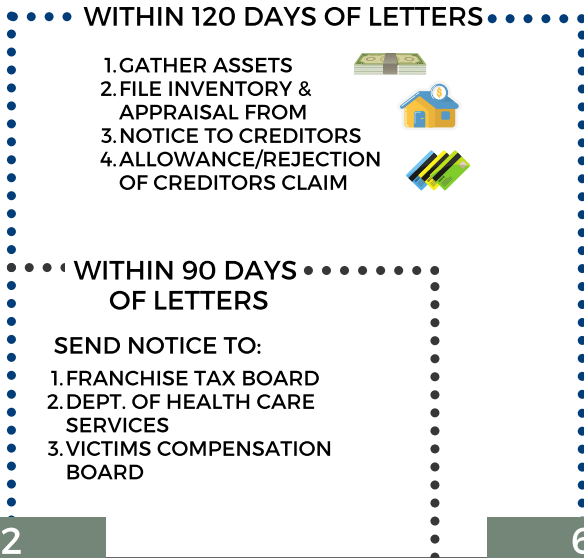 WITHIN 120 DAYS OF LETTERS
1. GATHER ASSETS
2. FILE INVENTORY &
APPRAISAL FROM
3. NOTICE TO CREDITORS
4. ALLOWANCE/REJECTION
OF CREDITORS CLAIM
$
WITHIN 90 DAYS
OF LETTERS
SEND NOTICE TO:
1. FRANCHISE TAX BOARD
2. DEPT. OF HEALTH CARE
SERVICES
3. VICTIMS COMPENSATION
BOARD
2
6